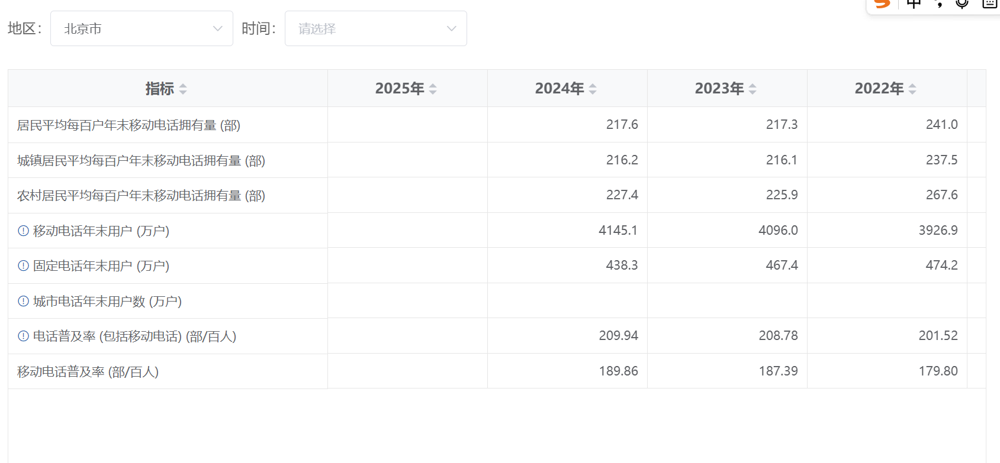 中
地区： 北京市 时间： 请选择
指标 2025年 2024年 2023年 2022年
居民平均每百户年末移动电话拥有量 (部) 217.6 217.3 241.0
城镇居民平均每百户年末移动电话拥有量 (部) 216.2 216.1 237.5
农村居民平均每百户年末移动电话拥有量 (部) 227.4 225.9 267.6
移动电话年末用户 (万户) 4145.1 4096.0 3926.9
固定电话年末用户 (万户) 438.3 467.4 474.2
城市电话年末用户数 (万户)
电话普及率 (包括移动电话) (部/百人) 209.94 208.78 201.52
移动电话普及率 (部/百人) 189.86 187.39 179.80